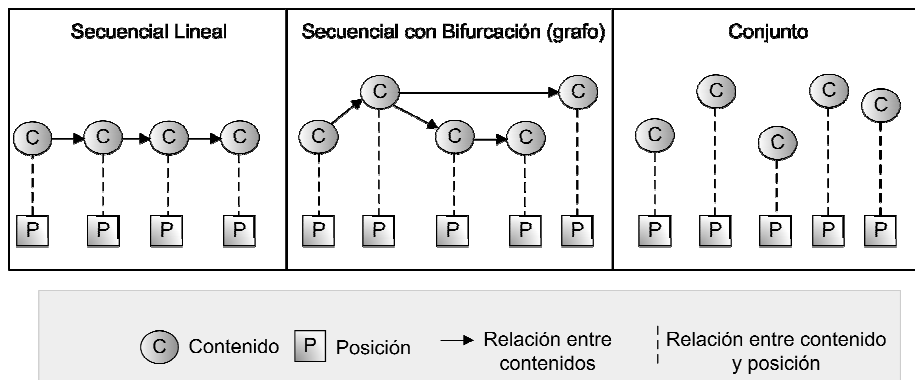 Secuencial Lineal
Secuencial con Bifurcación (grafo)
Conjunto
C C C C
P P P P
C C C C C
P P P P P
C C C C C
P P P P P
C Contenido
P Posición
Relación entre
contenidos
Relación entre contenido
y posición